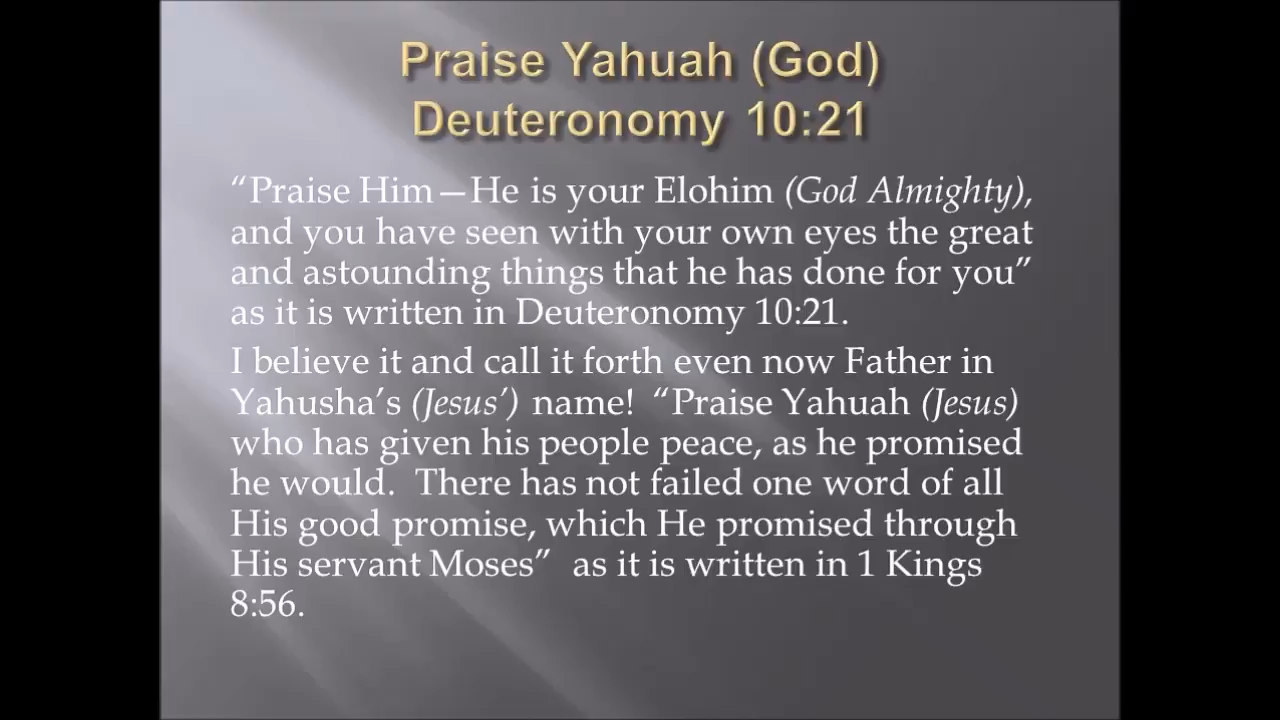 Praise Yahuah (God)
Deuteronomy 10:21
“Praise Him—He is your Elohim (God Almighty),
and you have seen with your own eyes the great
and astounding things that he has done for you”
as it is written in Deuteronomy 10:21.
I believe it and call it forth even now Father in
Yahusha’s (Jesus’) name!  “Praise Yahuah (Jesus)
who has given his people peace, as he promised
he would.  There has not failed one word of all
His good promise, which He promised through
His servant Moses”  as it is written in 1 Kings
8:56.